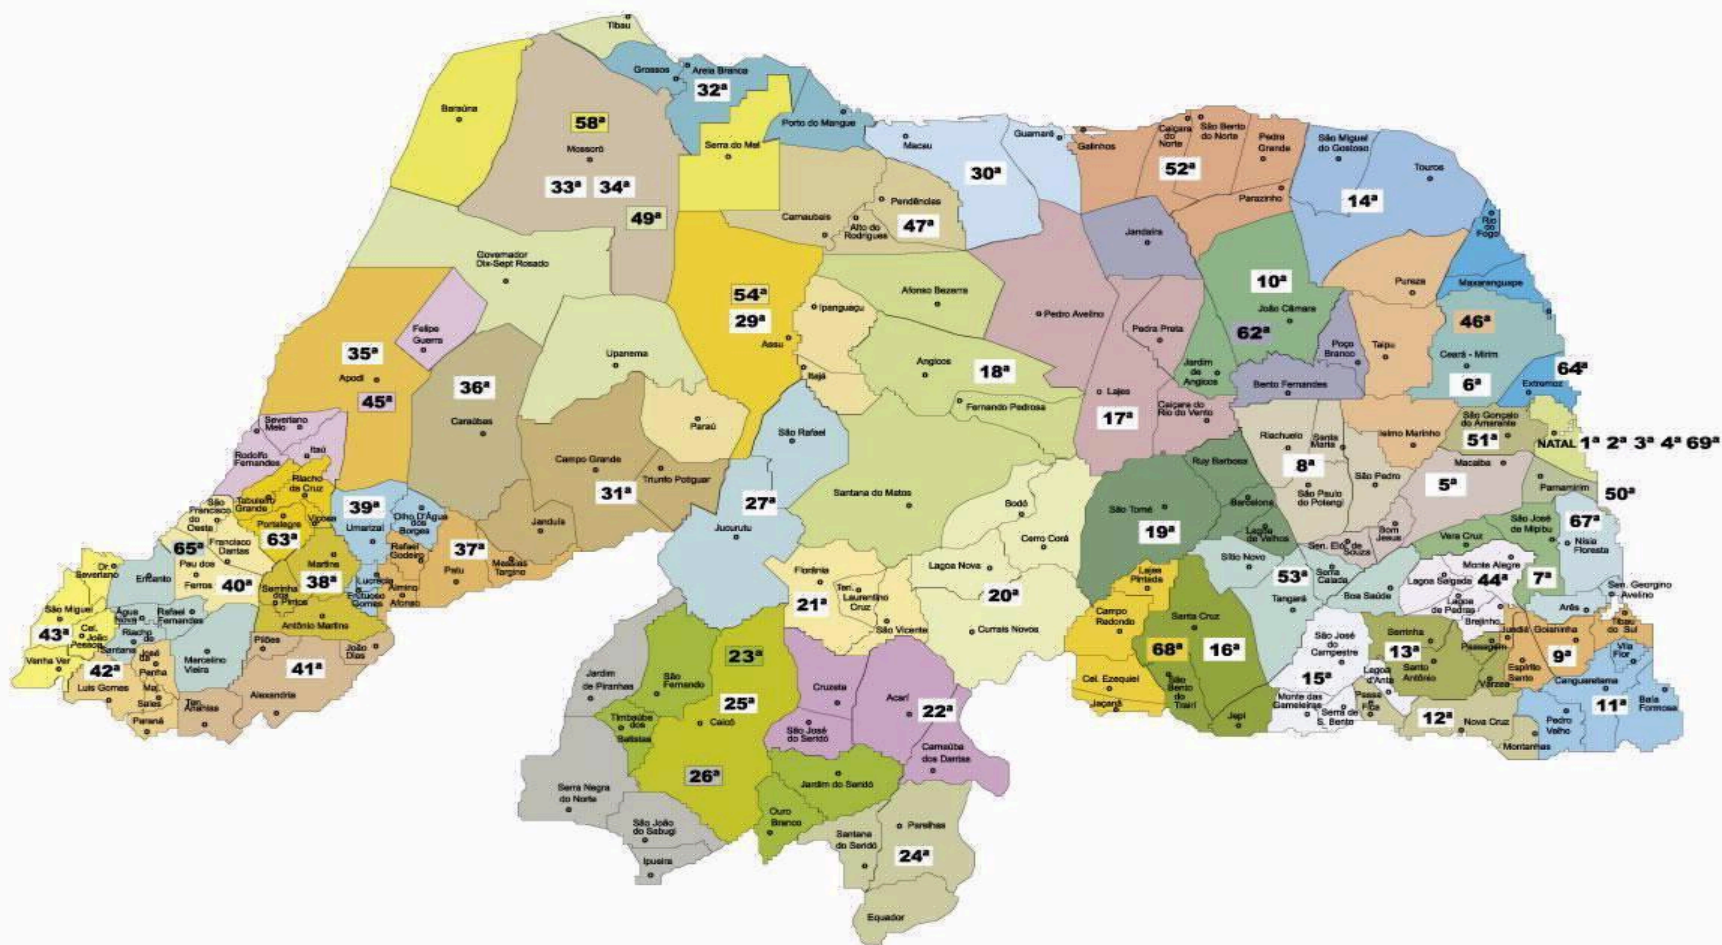 Tibau
Grossos
Areia Branca
32ª
Baraúna
58ª
Mossoró
33ª 34ª
49ª
Serra do Mel
Porto do Mangue
Macau
Guamaré
30ª
Galinhos
Caiçara
do
Norte
São Bento
do Norte
Pedra
Grande
52ª
Parazinho
São Miguel
do Gostoso
Touros
14ª
Rio
do
Fogo
Carnaubais
Pendências
Alto do
Rodrigues
47ª
Jandaíra
Governador
Dix-Sept Rosado
54ª
29ª
Assu
Ipanguaçu
Itajá
Afonso Bezerra
Pedro Avelino
10ª
João Câmara
62ª
Pureza
Maxaranguape
46ª
Ceará - Mirim
6ª
64ª
Extremoz
Felipe
Guerra
35ª
Apodi
45ª
36ª
Caraúbas
Upanema
Angicos
18ª
Fernando Pedrosa
Pedra Preta
Jardim
de
Angicos
Poço
Branco
Taipu
Bento Fernandes
Lajes
17ª
Caiçara do
Rio do Vento
Severiano
Melo
Itaú
Rodolfo
Fernandes
Paraú
São Rafael
Riachuelo
Santa
Maria
8ª
São Paulo
do Potengi
Ielmo Marinho
São Gonçalo
do Amarante
51ª
NATAL 1ª 2ª 3ª 4ª 69ª
São Pedro
Macaíba
5ª
Parnamirim
50ª
Campo Grande
Triunfo Potiguar
31ª
Janduís
27ª
Jucurutu
Santana do Matos
Bodó
Cerro Corá
Ruy Barbosa
Barcelona
São Tomé
19ª
Lagoa
de Velhos
Riacho
da Cruz
Tabuleiro
Grande
São
Francisco
do
Oeste
Portalegre
Viçosa
63ª
39ª
Umarizal
Olho D'Água
dos
Borges
Rafael
Godeiro
37ª
Patu
Messias
Targino
Francisco
Dantas
65ª
Pau dos
Ferros
40ª
Martins
38ª
Serrinha
dos
Pintos
Lucrécia
Frutuoso
Gomes
Almino
Afonso
Antônio Martins
Dr.
Severiano
Encanto
São Miguel
43ª
Cel.
João
Pessoa
Venha Ver
Água
Nova
Rafael
Fernandes
Riacho de
Santana
José
da
Penha
Marcelino
Vieira
Pilões
João
Dias
41ª
Alexandria
Ten.
Ananias
42ª
Luis Gomes
Maj.
Sales
Paraná
Florânia
21ª
Ten.
Laurentino
Cruz
São Vicente
Lagoa Nova
20ª
Currais Novos
Bom
Jesus
Sen. Elói de
Souza
Vera Cruz
São José
de Mipibu
67ª
Nísia
Floresta
Sítio Novo
53ª
Serra
Caiada
Tangará
Boa Saúde
Lagoa Salgada
Monte Alegre
44ª
Lagoa
de Pedras
Brejinho
7ª
Sen. Georgino
Avelino
Arês
Tibau
do Sul
Lajes
Pintada
Campo
Redondo
Santa Cruz
68ª
16ª
Cel. Ezequiel
São
Bento
do
Trairí
Jaçanã
Japi
São José
do
Campestre
15ª
Monte das
Gameleiras
Serra de
S. Bento
Serrinha
13ª
Santo
Antônio
Lagoa
d'Anta
Passa
Fica
Passagem
Várzea
Jundiá
Goianinha
Espírito
Santo
9ª
Vila
Flor
Canguaretama
11ª
Baía
Formosa
Pedro
Velho
12ª
Nova Cruz
Montanhas
Jardim
de Piranhas
São
Fernando
23ª
25ª
Caicó
26ª
Timbaúba
dos
Batistas
Cruzeta
São José
do Seridó
Acari
22ª
Carnaúba
dos Dantas
Serra Negra
do Norte
São João
do Sabugi
Ipueira
Jardim do Seridó
Ouro
Branco
Santana
do Seridó
Parelhas
24ª
Equador